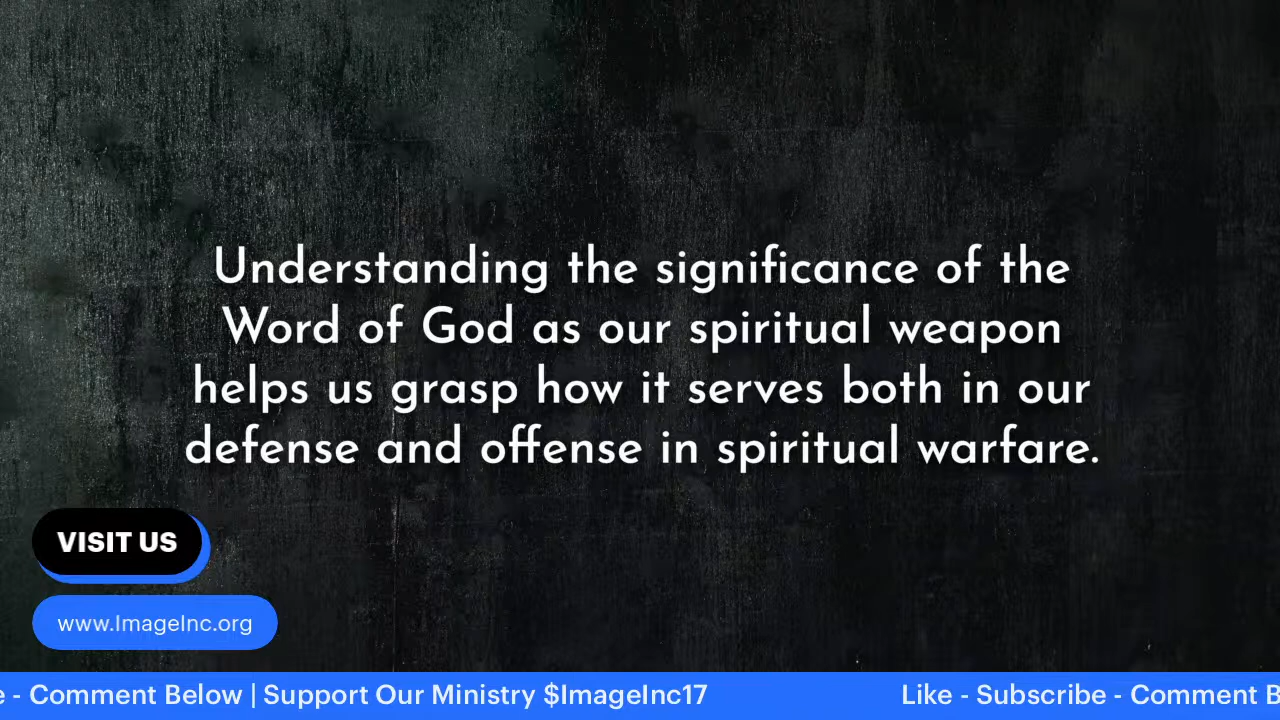 Understanding the significance of the
Word of God as our spiritual weapon
helps us grasp how it serves both in our
defense and offense in spiritual warfare.
VISIT US
www.ImageInc.org
e - Comment Below | Support Our Ministry $ImageInc17 Like - Subscribe - Comment B